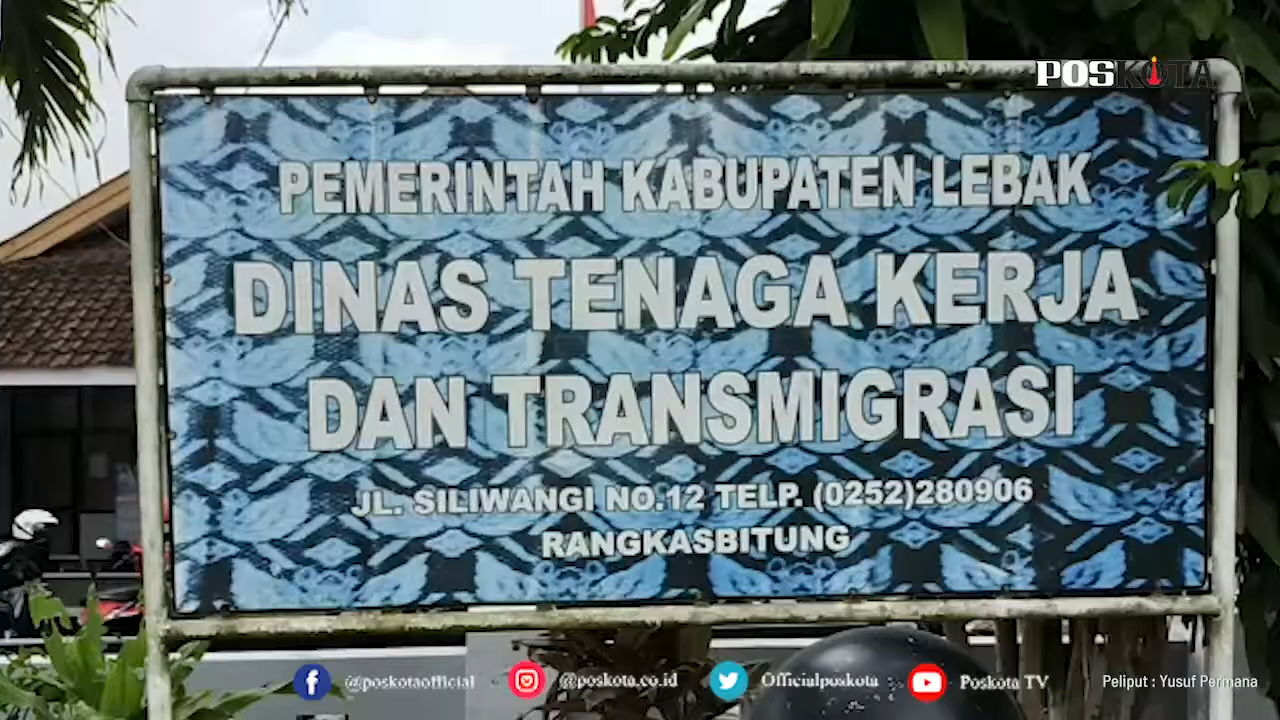 POSKOTA
PEMERINTAH KABUPATEN LEBAK
DINAS TENAGA KERJA
DAN TRANSMIGRASI
JL. SILIWANGI NO.12 TELP. (0252)280906
RANGKASBITUNG
@poskotaofficial @poskota.co.id Officialposkota Poskota TV Peliput : Yusuf Permana